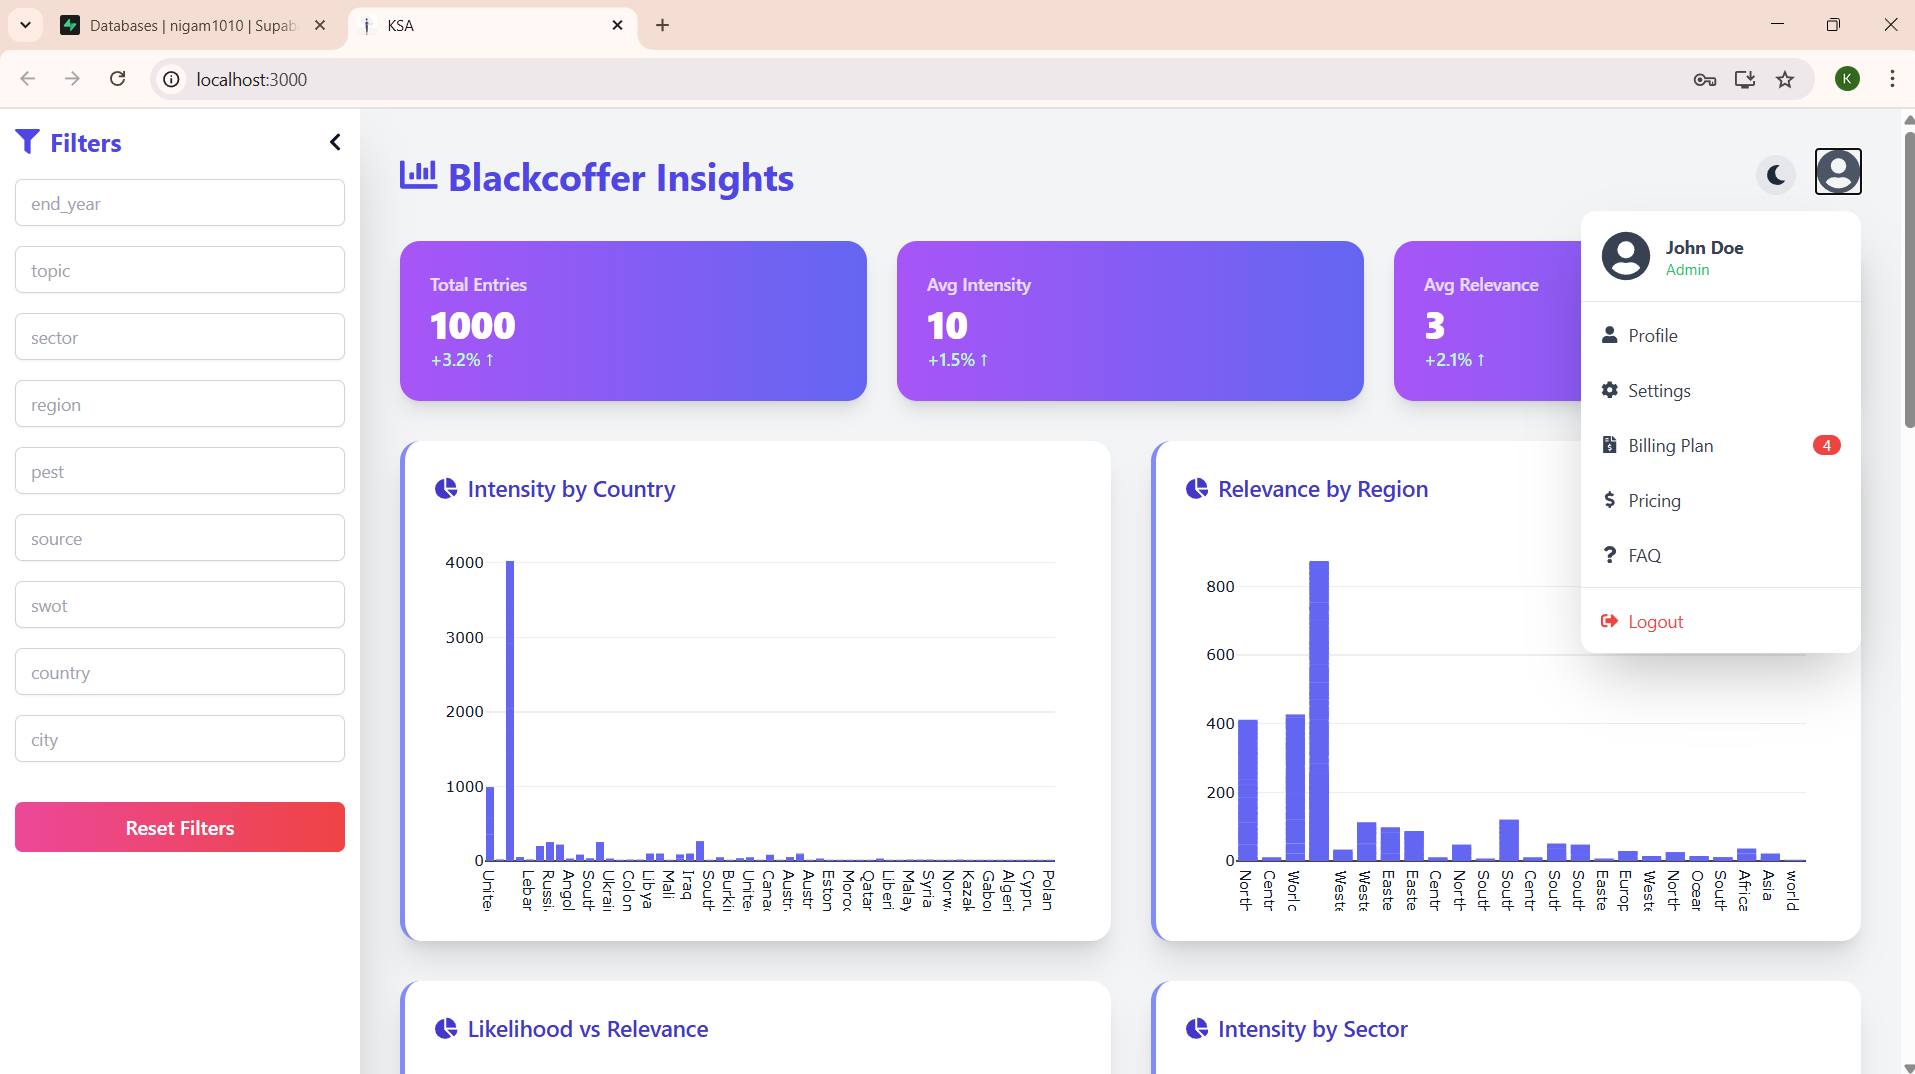 Databases | nigam1010 | Supab
KSA
localhost:3000
K
Filters
end_year
topic
sector
region
pest
source
swot
country
city
Reset Filters
Blackcoffer Insights
Total Entries
1000
+3.2% ↑
Avg Intensity
10
+1.5% ↑
Avg Relevance
3
+2.1% ↑
John Doe
Admin
Profile
Settings
Billing Plan
4
Pricing
FAQ
Logout
Intensity by Country
4000
3000
2000
1000
0
Lebar
Russi
Angol
South
Ukrai
Colon
Libya
Mali
Iraq
South
Burki
Canad
Austr
Austr
Eston
Moroc
Qatar
Liberi
Malay
Syria
Norw
Kazak
Gabor
Algeri
Cypru
Polan
Relevance by Region
800
600
400
200
0
North
Centr
World
Weste
Weste
Easte
Easte
Centr
North
South
South
Centr
South
South
Easte
Europ
Weste
North
Ocear
South
Africa
Asia
world
Likelihood vs Relevance
Intensity by Sector